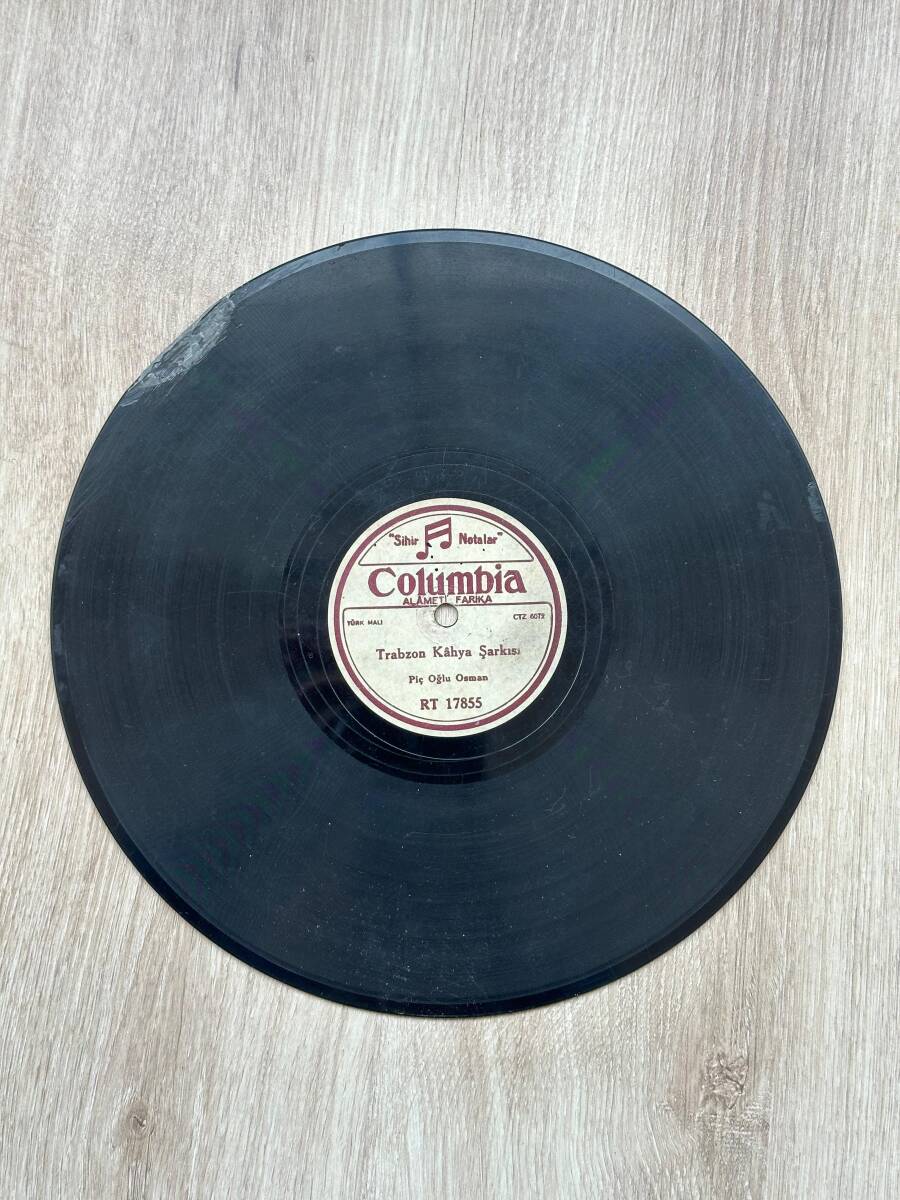 "Sihir Notalar"
Columbia
ALÂMETİ FARİKA
TÜRK MALI CTZ 6072
Trabzon Kâhya Şarkısı
Piç Oğlu Osman
RT 17855